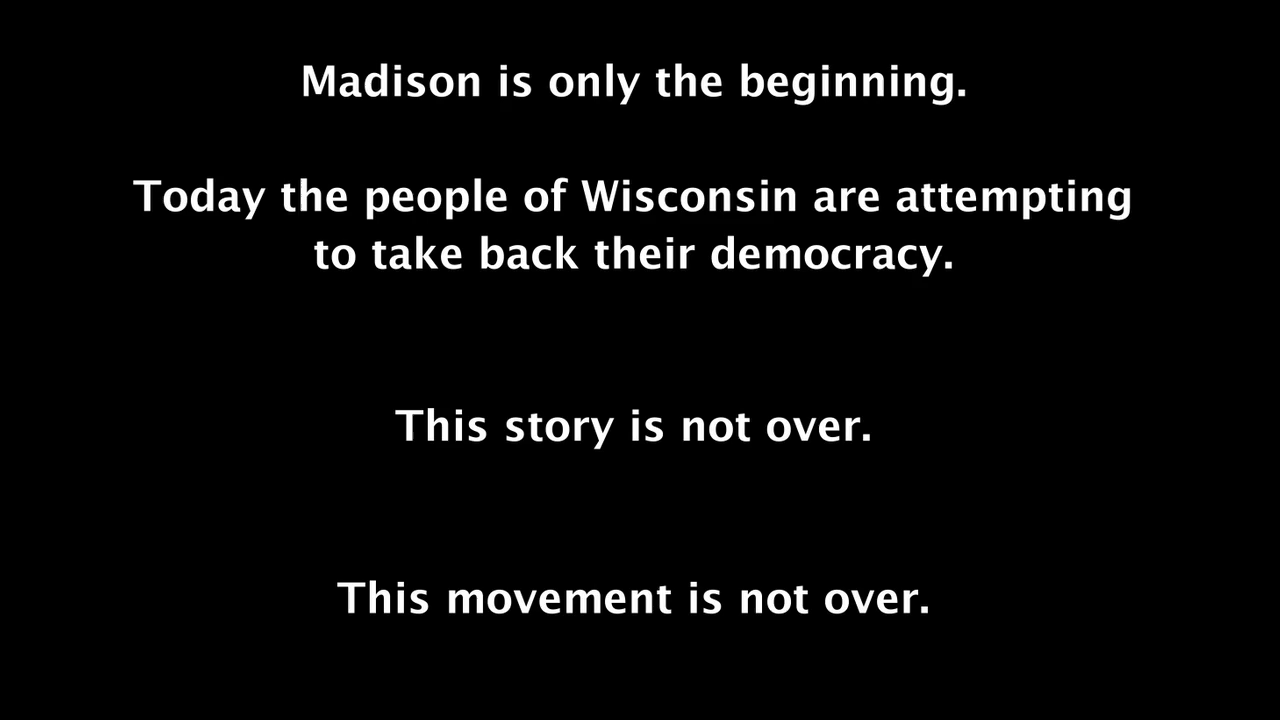 Madison is only the beginning.
Today the people of Wisconsin are attempting
to take back their democracy.
This story is not over.
This movement is not over.